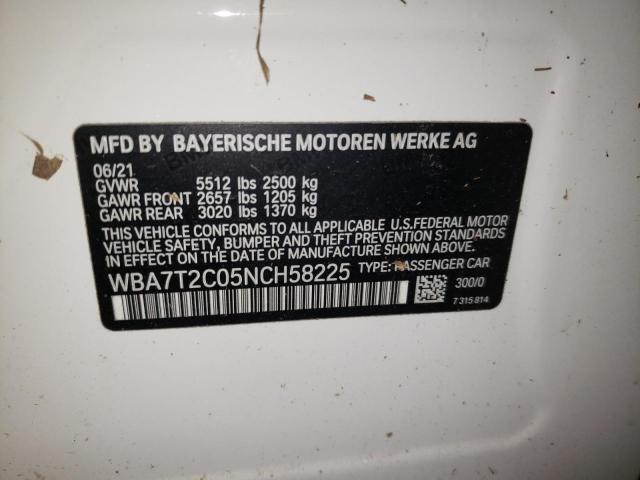 MFD BY BAYERISCHE MOTOREN WERKE AG
06/21
GVWR 5512 lbs 2500 kg
GAWR FRONT 2657 lbs 1205 kg
GAWR REAR 3020 lbs 1370 kg
THIS VEHICLE CONFORMS TO ALL APPLICABLE U.S.FEDERAL MOTOR
VEHICLE SAFETY, BUMPER, AND THEFT PREVENTION STANDARDS
IN EFFECT ON THE DATE OF MANUFACTURE SHOWN ABOVE.
WBA7T2C05NCH58225 TYPE: PASSENGER CAR
300/0
7 315 814